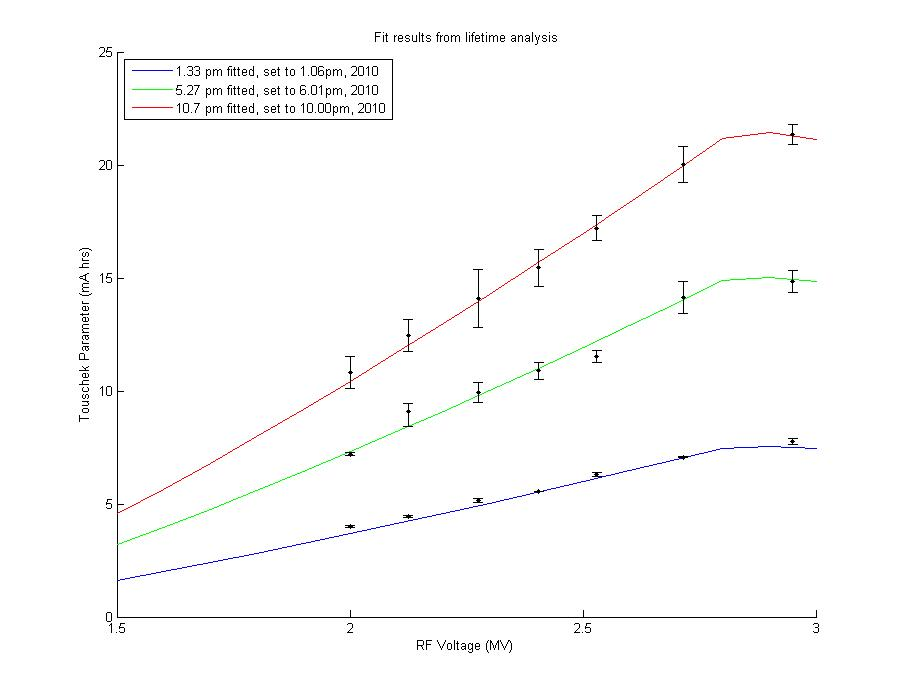 Fit results from lifetime analysis
25
1.33 pm fitted, set to 1.06pm, 2010
5.27 pm fitted, set to 6.01pm, 2010
10.7 pm fitted, set to 10.00pm, 2010
20
15
10
5
0
Touschek Parameter (mA hrs)
1.5
2
2.5
3
RF Voltage (MV)